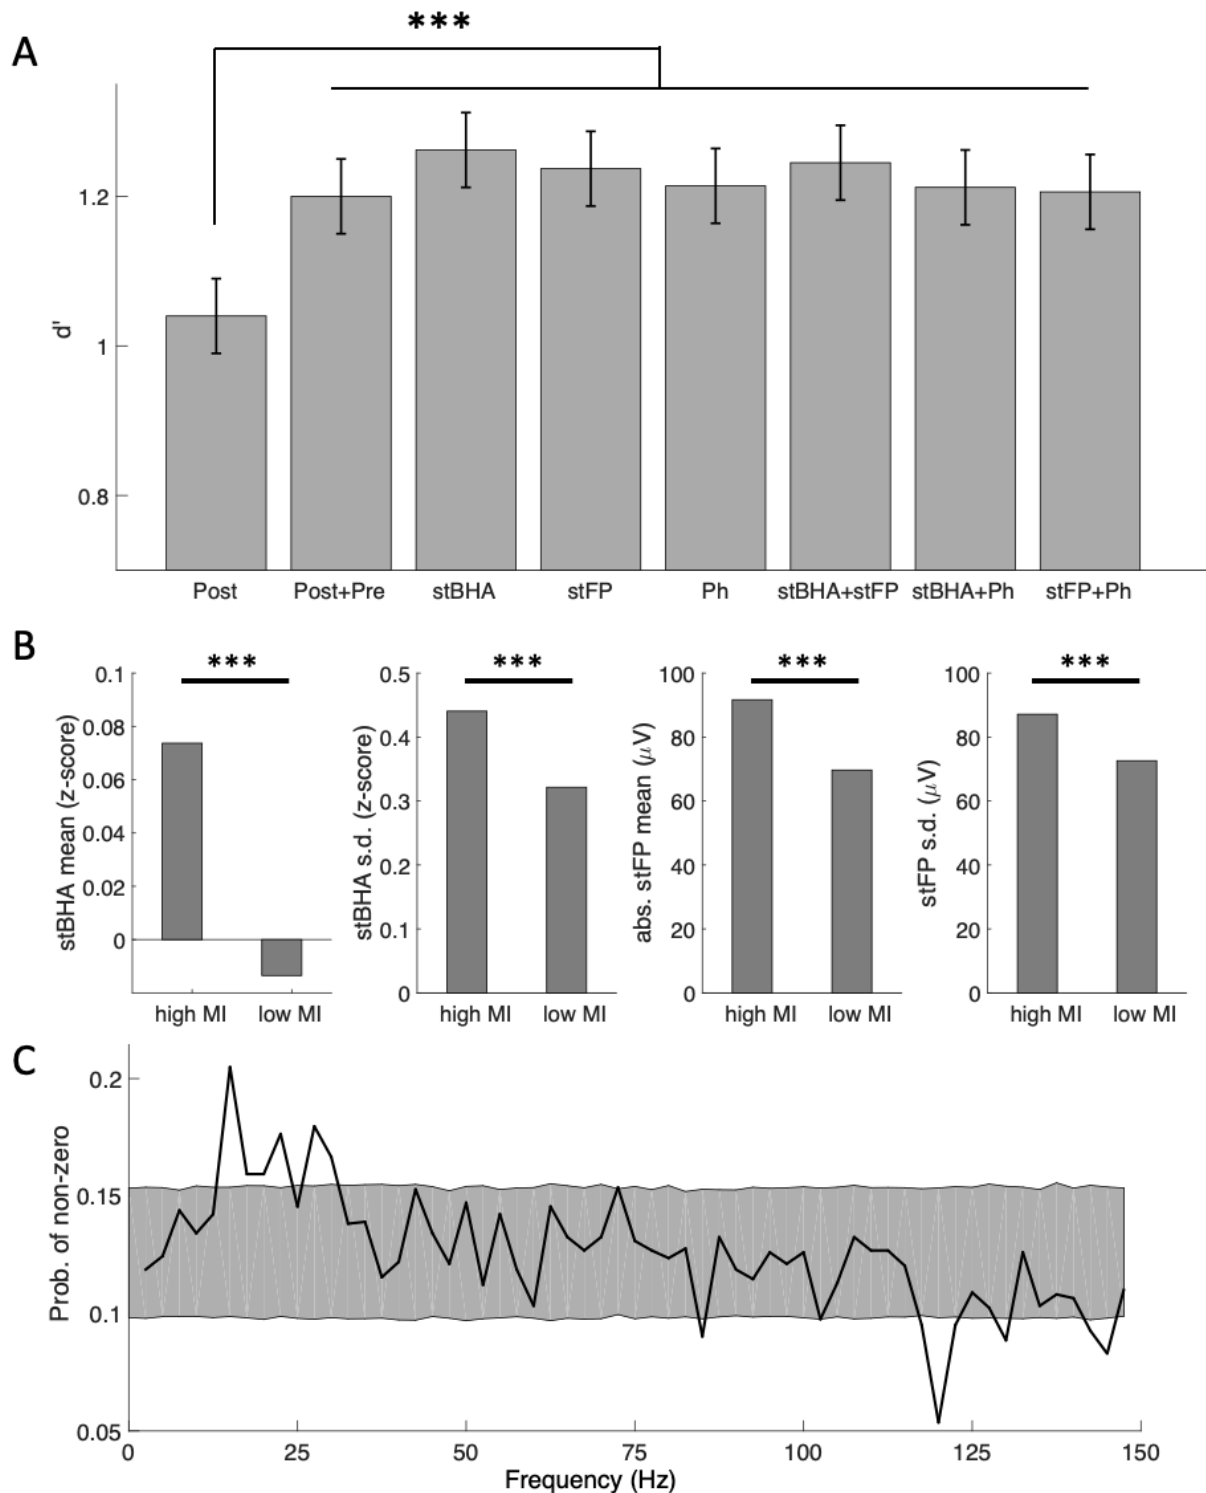 A
***
1.2
1
0.8
d'
Post Post+Pre stBHA stFP Ph stBHA+stFP stBHA+Ph stFP+Ph
B
*** *** *** ***
stBHA mean (z-score)
0.1
0.08
0.06
0.04
0.02
0
high MI low MI
stBHA s.d. (z-score)
0.5
0.4
0.3
0.2
0.1
0
high MI low MI
abs. stFP mean (μV)
100
80
60
40
20
0
high MI low MI
stFP s.d. (μV)
100
80
60
40
20
0
high MI low MI
C
Prob. of non-zero
0.2
0.15
0.1
0.05
0 25 50 75 100 125 150
Frequency (Hz)